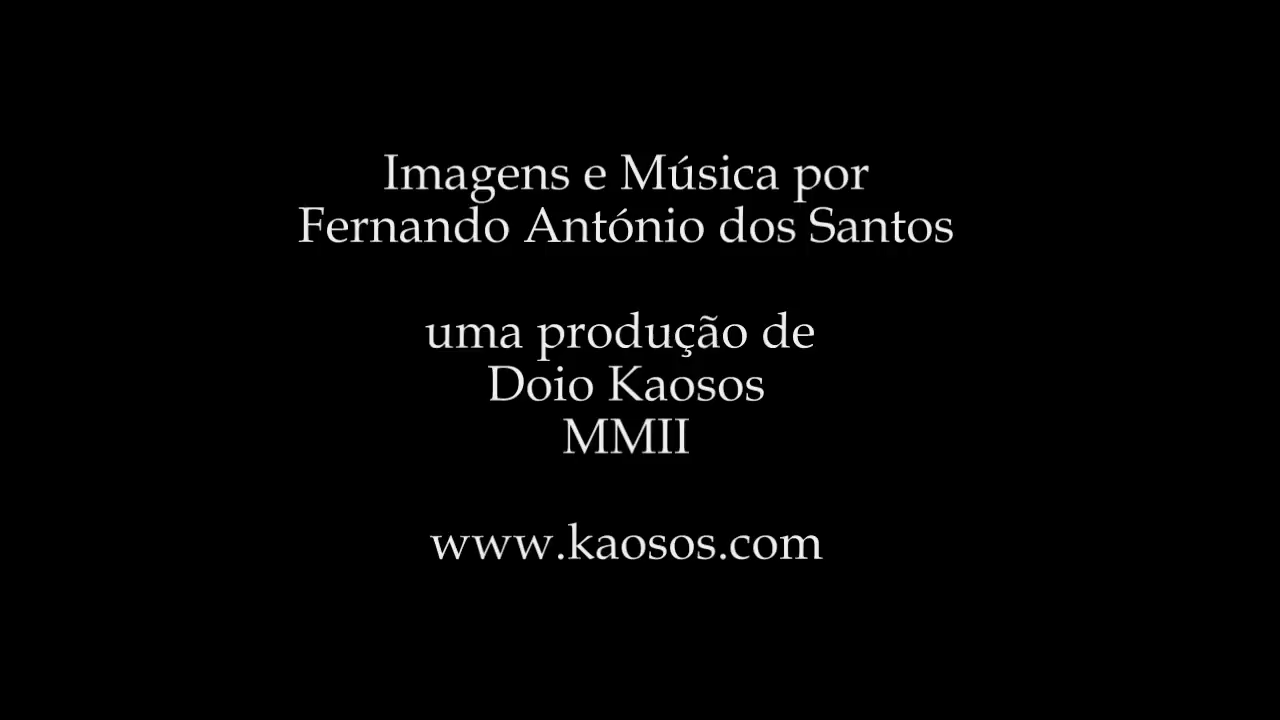 Imagens e Música por
Fernando António dos Santos
uma produção de
Doio Kaosos
MMII
www.kaosos.com